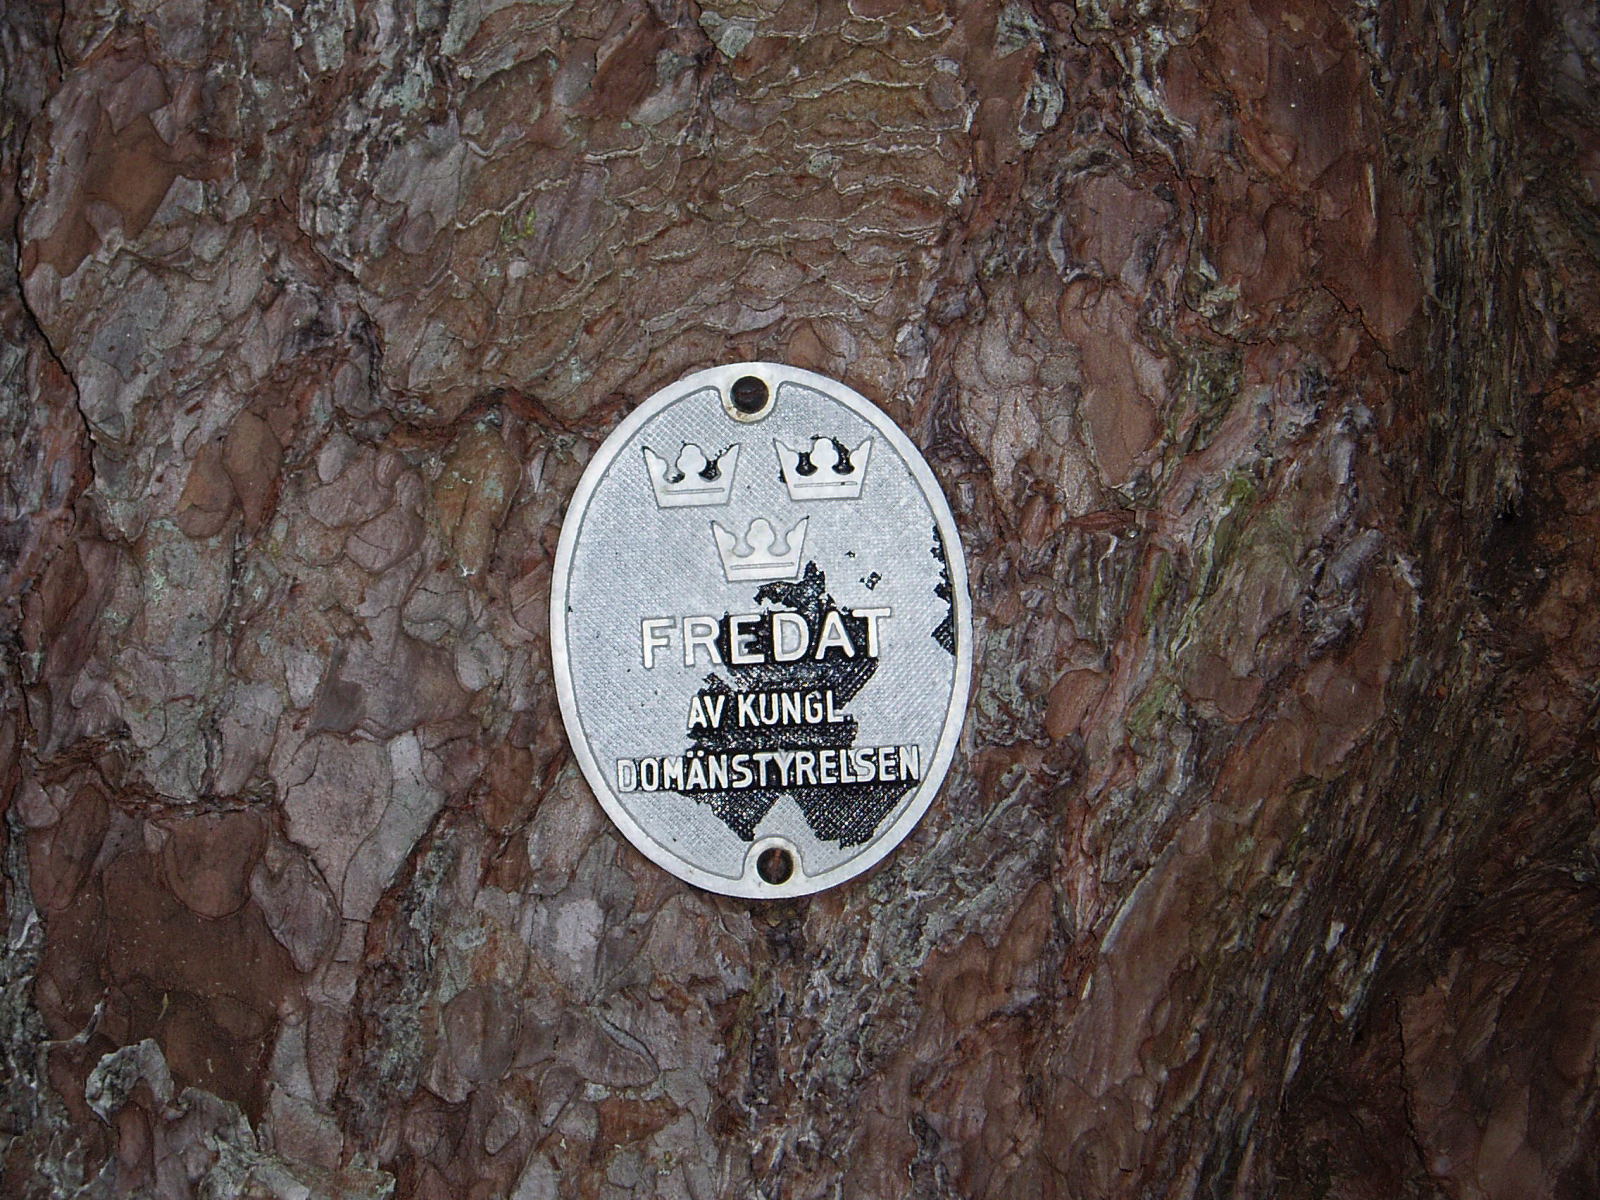 FREDAT
AV KUNGL.
DOMÄNSTYRELSEN